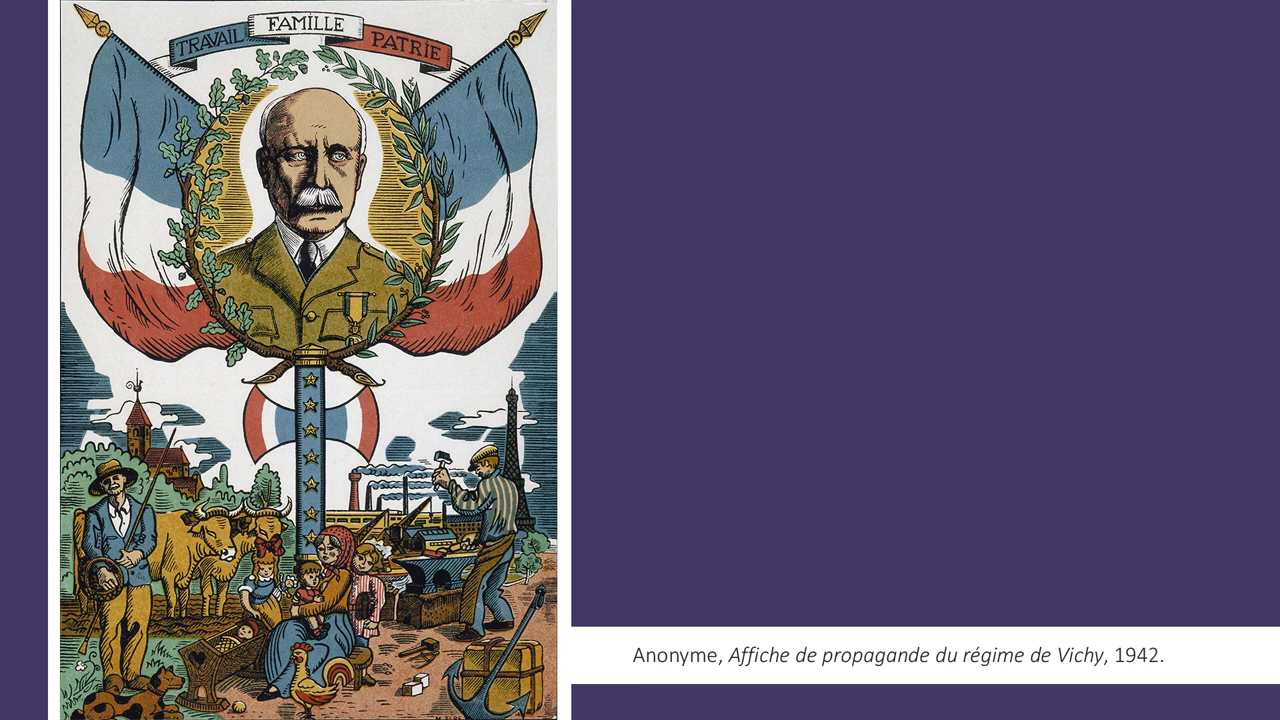 TRAVAIL FAMILLE PATRIE
Anonyme, Affiche de propagande du régime de Vichy, 1942.